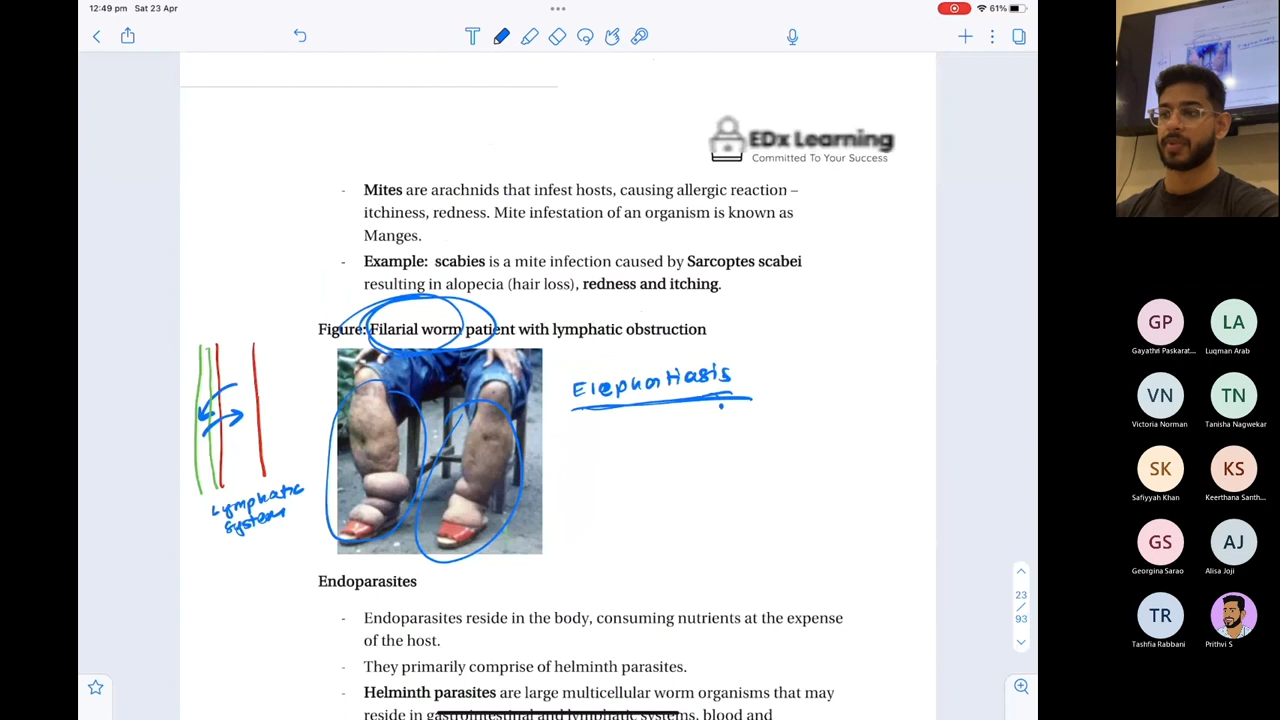 12:49 pm Sat 23 Apr
61%
EDx Learning
Committed To Your Success
- Mites are arachnids that infest hosts, causing allergic reaction –
itchiness, redness. Mite infestation of an organism is known as
Manges.
- Example: scabies is a mite infection caused by Sarcoptes scabei
resulting in alopecia (hair loss), redness and itching.
Figure: Filarial worm patient with lymphatic obstruction
Elephatiasis
Lymphatic
system
Endoparasites
- Endoparasites reside in the body, consuming nutrients at the expense
of the host.
- They primarily comprise of helminth parasites.
- Helminth parasites are large multicellular worm organisms that may
reside in gastrointestinal and lymphatic systems, blood and
23
/
93
GP
Gayathri Paskarat...
LA
Luqman Arab
VN
Victoria Norman
TN
Tanisha Nagwekar
SK
Safiyyah Khan
KS
Keerthana Santh...
GS
Georgina Sarao
AJ
Alisa Joji
TR
Tashfia Rabbani
Prithvi S